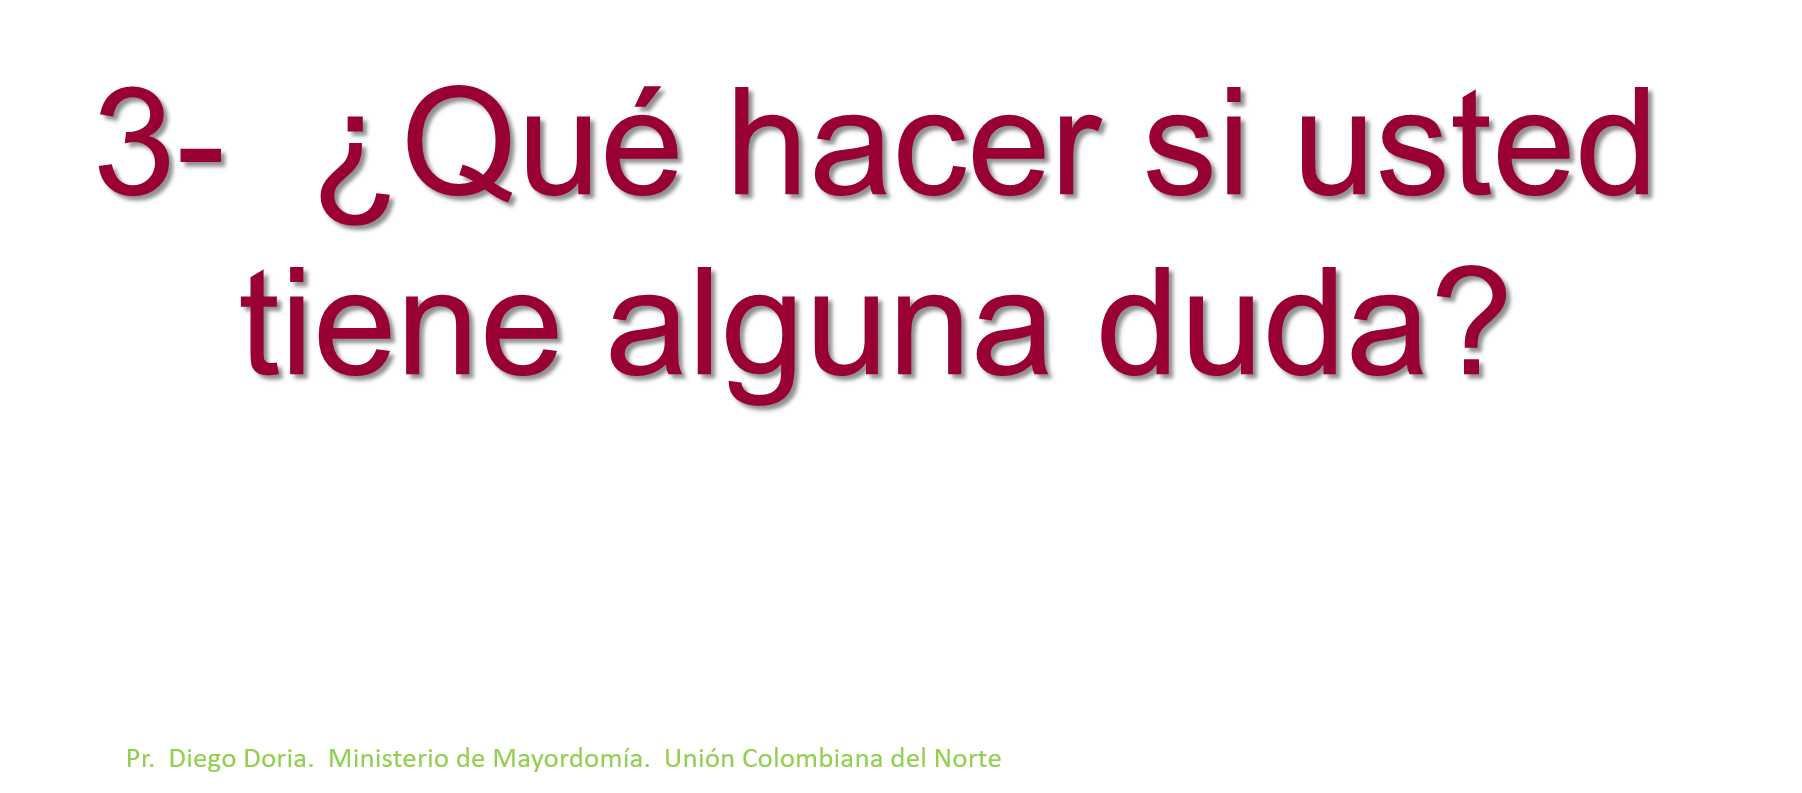 3- ¿Qué hacer si usted
tiene alguna duda?
Pr. Diego Doria. Ministerio de Mayordomía. Unión Colombiana del Norte